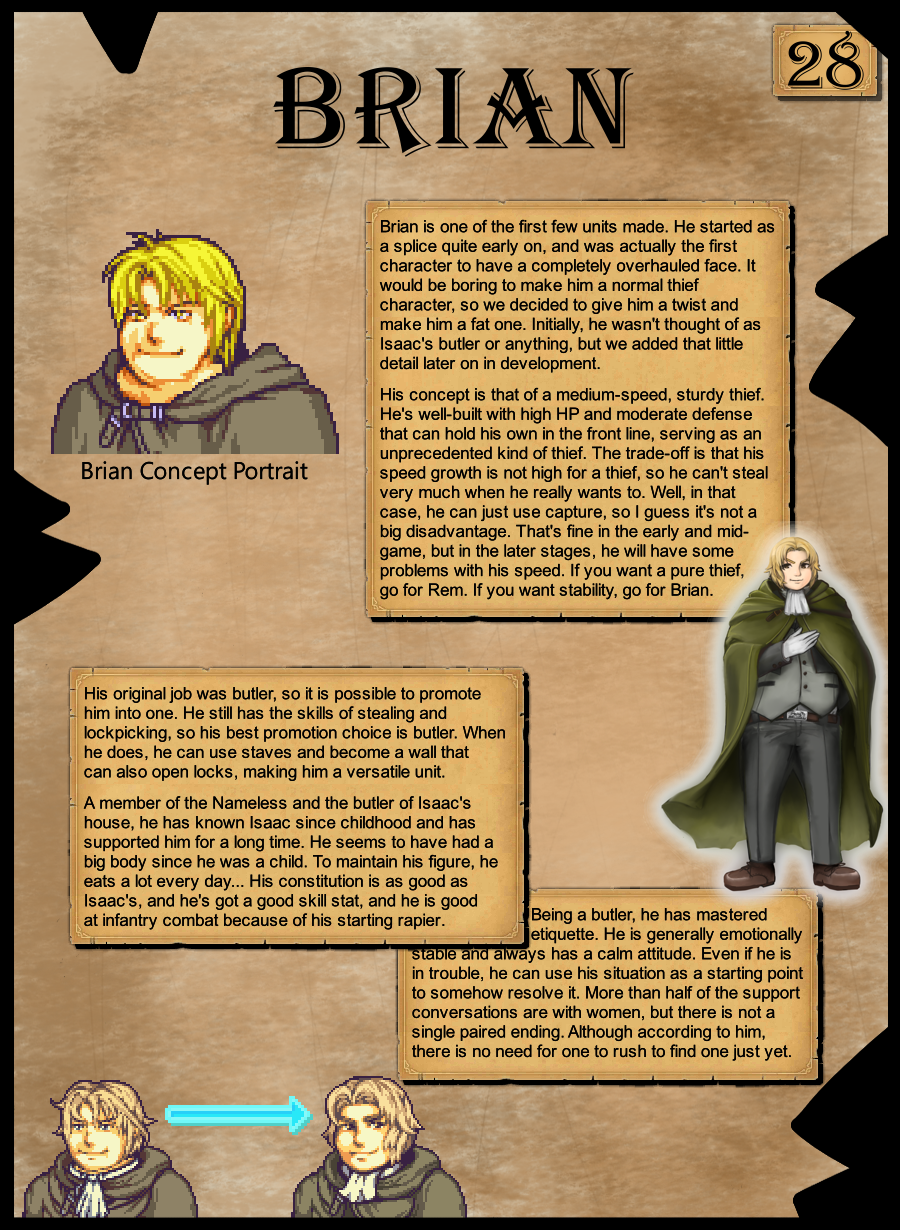 28
BRIAN
Brian is one of the first few units made. He started as
a splice quite early on, and was actually the first
character to have a completely overhauled face. It
would be boring to make him a normal thief
character, so we decided to give him a twist and
make him a fat one. Initially, he wasn't thought of as
Isaac's butler or anything, but we added that little
detail later on in development.
His concept is that of a medium-speed, sturdy thief.
He's well-built with high HP and moderate defense
that can hold his own in the front line, serving as an
unprecedented kind of thief. The trade-off is that his
speed growth is not high for a thief, so he can't steal
very much when he really wants to. Well, in that
case, he can just use capture, so I guess it's not a
big disadvantage. That's fine in the early and mid-
game, but in the later stages, he will have some
problems with his speed. If you want a pure thief,
go for Rem. If you want stability, go for Brian.
Brian Concept Portrait
His original job was butler, so it is possible to promote
him into one. He still has the skills of stealing and
lockpicking, so his best promotion choice is butler. When
he does, he can use staves and become a wall that
can also open locks, making him a versatile unit.
A member of the Nameless and the butler of Isaac's
house, he has known Isaac since childhood and has
supported him for a long time. He seems to have had a
big body since he was a child. To maintain his figure, he
eats a lot every day... His constitution is as good as
Isaac's, and he's got a good skill stat, and he is good
at infantry combat because of his starting rapier.
Being a butler, he has mastered
etiquette. He is generally emotionally
stable and always has a calm attitude. Even if he is
in trouble, he can use his situation as a starting point
to somehow resolve it. More than half of the support
conversations are with women, but there is not a
single paired ending. Although according to him,
there is no need for one to rush to find one just yet.